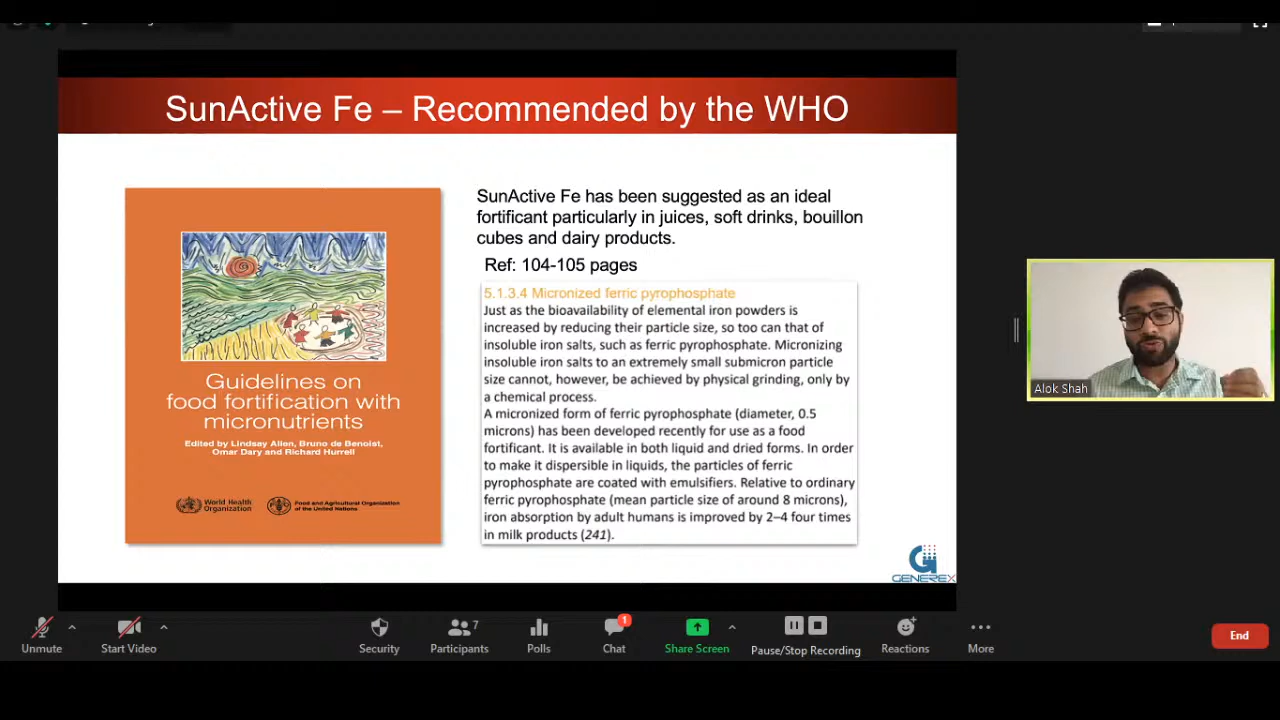 SunActive Fe – Recommended by the WHO
SunActive Fe has been suggested as an ideal
fortificant particularly in juices, soft drinks, bouillon
cubes and dairy products.
Ref: 104-105 pages
5.1.3.4 Micronized ferric pyrophosphate
Just as the bioavailability of elemental iron powders is
increased by reducing their particle size, so too can that of
insoluble iron salts, such as ferric pyrophosphate. Micronizing
insoluble iron salts to an extremely small submicron particle
size cannot, however, be achieved by physical grinding, only by
a chemical process.
A micronized form of ferric pyrophosphate (diameter, 0.5
microns) has been developed recently for use as a food
fortificant. It is available in both liquid and dried forms. In order
to make it dispersible in liquids, the particles of ferric
pyrophosphate are coated with emulsifiers. Relative to ordinary
ferric pyrophosphate (mean particle size of around 8 microns),
iron absorption by adult humans is improved by 2–4 four times
in milk products (241).
Guidelines on
food fortification with
micronutrients
Edited by Lindsay Allen, Bruno de Benoist,
Omar Dary and Richard Hurrell
World Health
Organization
Food and Agricultural Organization
of the United Nations
GENEREX
Alok Shah
Unmute
Start Video
Security
7
Participants
Polls
1
Chat
Share Screen
Pause/Stop Recording
Reactions
More
End